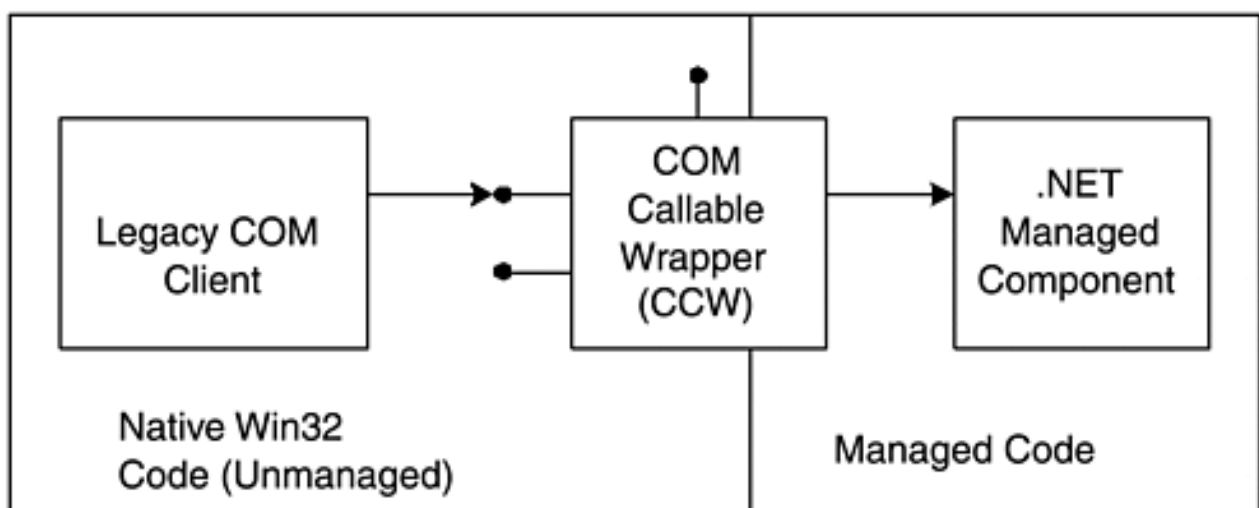 Legacy COM
Client
COM
Callable
Wrapper
(CCW)
.NET
Managed
Component
Native Win32
Code (Unmanaged)
Managed Code